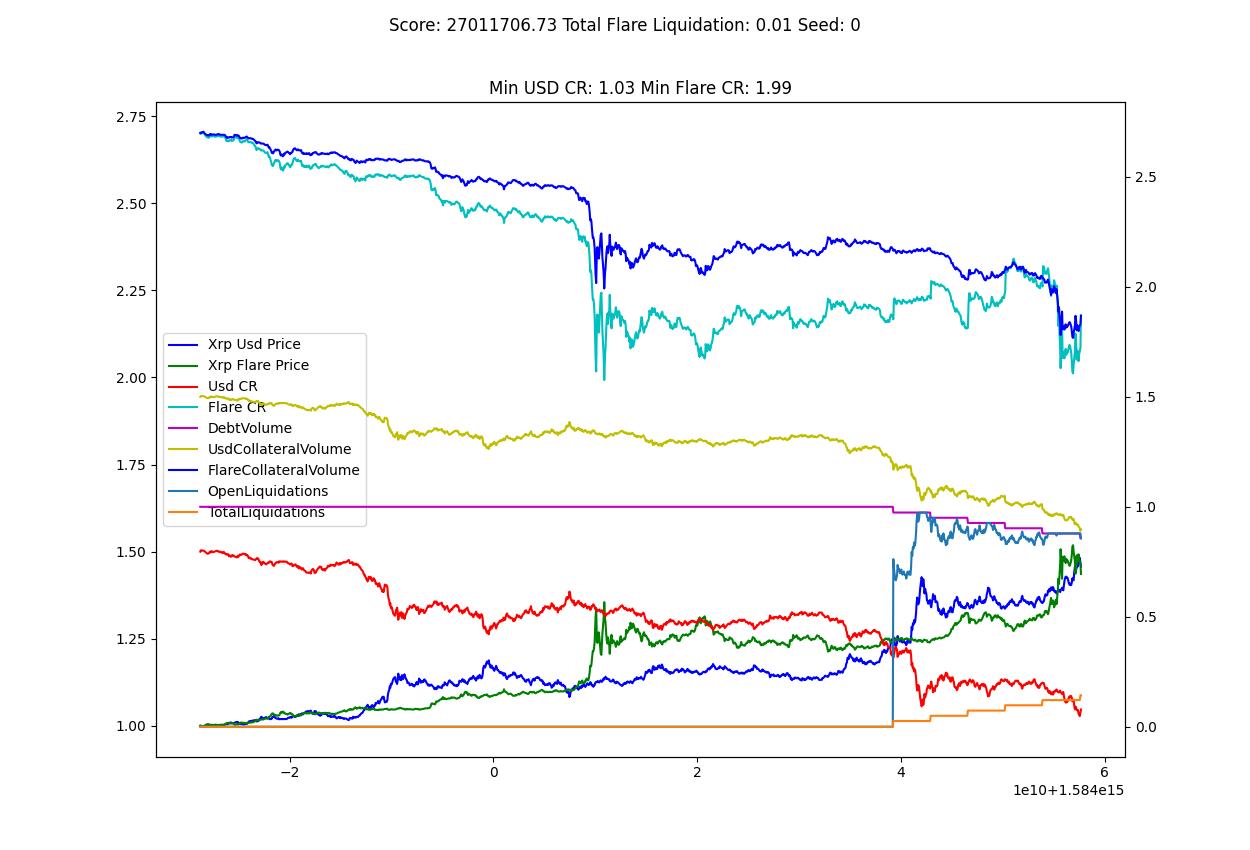 Score: 27011706.73 Total Flare Liquidation: 0.01 Seed: 0
Min USD CR: 1.03 Min Flare CR: 1.99
2.75
2.50
2.25
2.00
1.75
1.50
1.25
1.00
2.5
2.0
1.5
1.0
0.5
0.0
Xrp Usd Price
Xrp Flare Price
Usd CR
Flare CR
DebtVolume
UsdCollateralVolume
FlareCollateralVolume
OpenLiquidations
TotalLiquidations
−2
0
2
4
6
1e10+1.584e15